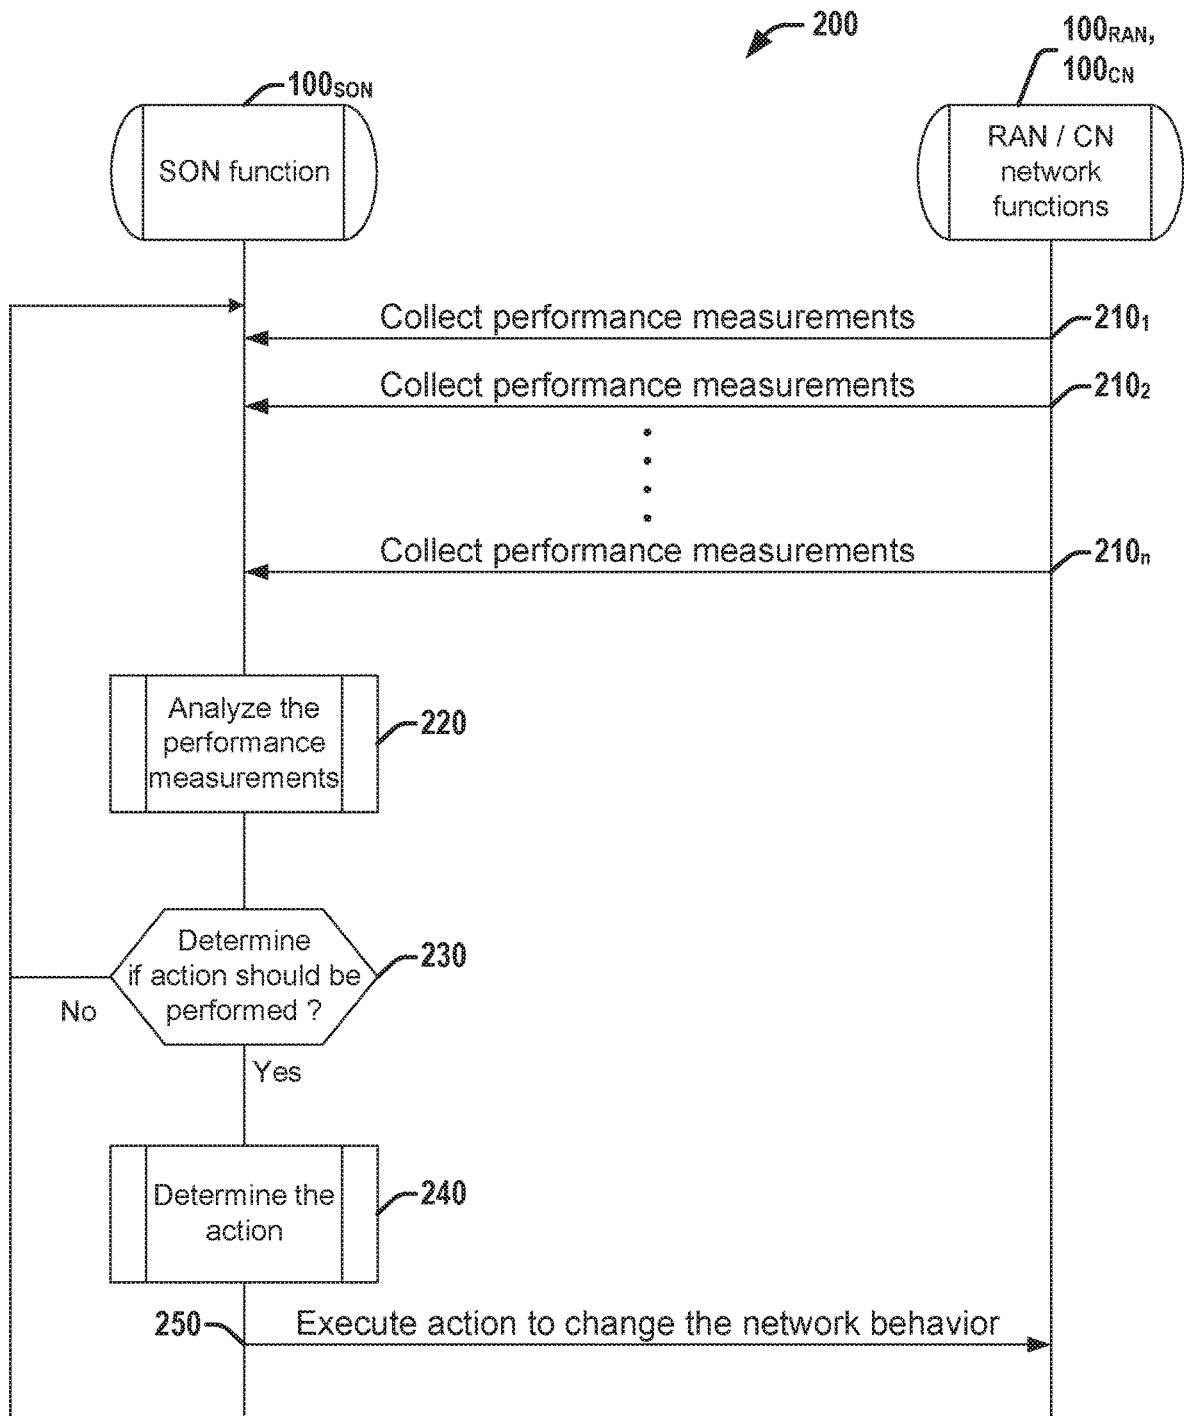 200
100RAN,
100CN
100SON
SON function
RAN / CN
network
functions
Collect performance measurements
210₁
Collect performance measurements
210₂
Collect performance measurements
210ₙ
Analyze the
performance
measurements
220
Determine
if action should be
performed ?
230
No
Yes
Determine the
action
240
250
Execute action to change the network behavior